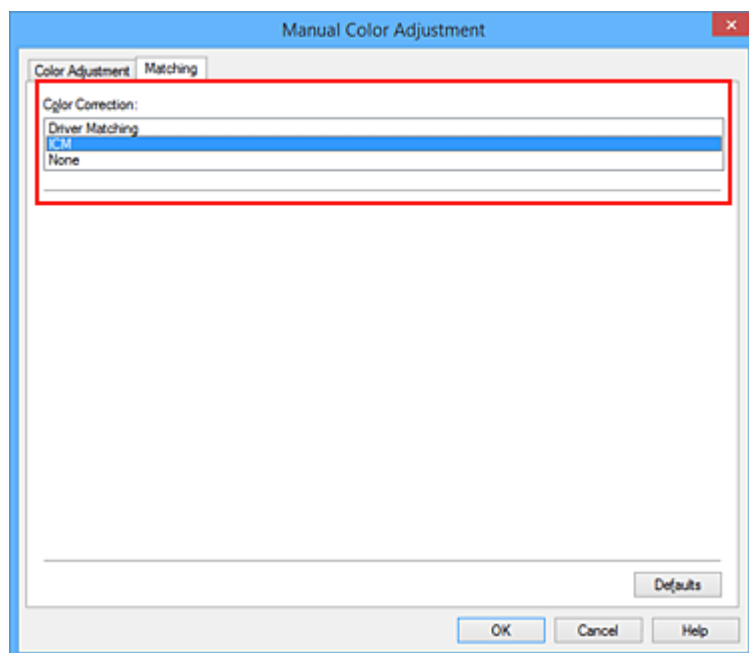 Manual Color Adjustment
Color Adjustment Matching
Color Correction:
Driver Matching
ICM
None
Defaults
OK Cancel Help